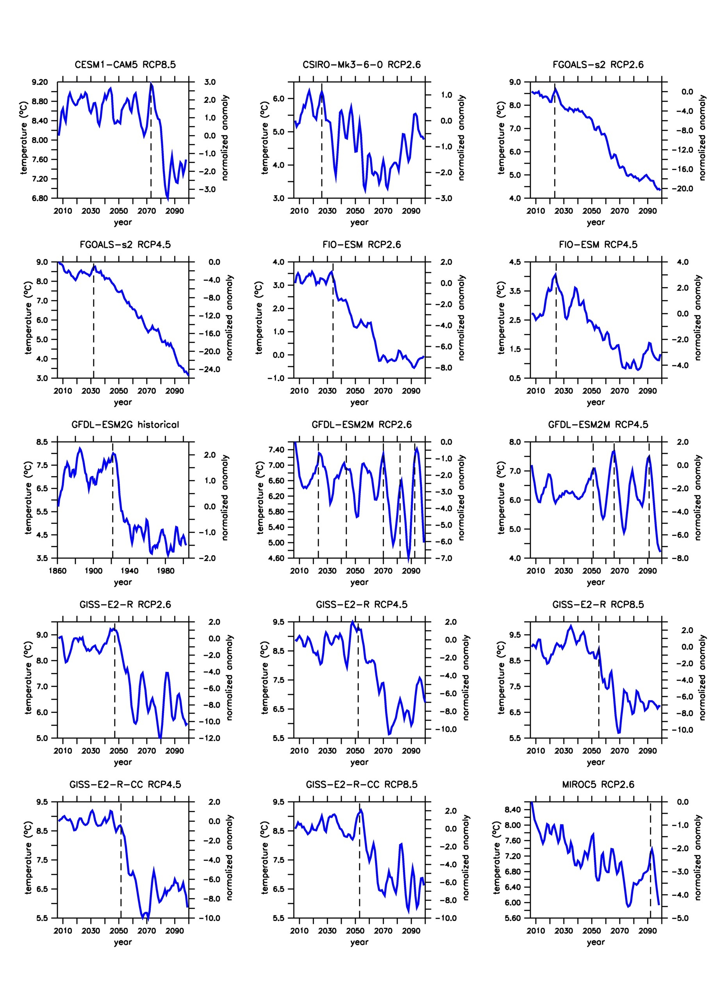 CESM1-CAM5 RCP8.5
9.20
8.80
8.40
8.00
7.60
7.20
6.80
temperature (°C)
3.0
2.0
1.0
0.0
-1.0
-2.0
-3.0
normalized anomaly
2010 2030 2050 2070 2090
year
CSIRO-Mk3-6-0 RCP2.6
6.0
5.0
4.0
3.0
temperature (°C)
1.0
0.0
-1.0
-2.0
-3.0
normalized anomaly
2010 2030 2050 2070 2090
year
FGOALS-s2 RCP2.6
9.0
8.0
7.0
6.0
5.0
4.0
temperature (°C)
0.0
-4.0
-8.0
-12.0
-16.0
-20.0
normalized anomaly
2010 2030 2050 2070 2090
year
FGOALS-s2 RCP4.5
9.0
8.0
7.0
6.0
5.0
4.0
3.0
temperature (°C)
0.0
-4.0
-8.0
-12.0
-16.0
-20.0
-24.0
normalized anomaly
2010 2030 2050 2070 2090
year
FIO-ESM RCP2.6
4.0
3.0
2.0
1.0
0.0
-1.0
temperature (°C)
2.0
0.0
-2.0
-4.0
-6.0
-8.0
normalized anomaly
2010 2030 2050 2070 2090
year
FIO-ESM RCP4.5
4.5
3.5
2.5
1.5
0.5
temperature (°C)
4.0
2.0
0.0
-2.0
-4.0
normalized anomaly
2010 2030 2050 2070 2090
year
GFDL-ESM2G historical
8.5
7.5
6.5
5.5
4.5
3.5
temperature (°C)
2.0
1.0
0.0
-1.0
-2.0
normalized anomaly
1860 1900 1940 1980
year
GFDL-ESM2M RCP2.6
7.40
7.00
6.60
6.20
5.80
5.40
5.00
4.60
temperature (°C)
0.0
-1.0
-2.0
-3.0
-4.0
-5.0
-6.0
-7.0
normalized anomaly
2010 2030 2050 2070 2090
year
GFDL-ESM2M RCP4.5
8.0
7.0
6.0
5.0
4.0
temperature (°C)
2.0
0.0
-2.0
-4.0
-6.0
-8.0
normalized anomaly
2010 2030 2050 2070 2090
year
GISS-E2-R RCP2.6
9.0
8.0
7.0
6.0
5.0
temperature (°C)
2.0
0.0
-2.0
-4.0
-6.0
-8.0
-10.0
-12.0
normalized anomaly
2010 2030 2050 2070 2090
year
GISS-E2-R RCP4.5
9.5
8.5
7.5
6.5
5.5
temperature (°C)
2.0
0.0
-2.0
-4.0
-6.0
-8.0
-10.0
normalized anomaly
2010 2030 2050 2070 2090
year
GISS-E2-R RCP8.5
9.5
8.5
7.5
6.5
5.5
temperature (°C)
2.0
0.0
-2.0
-4.0
-6.0
-8.0
-10.0
normalized anomaly
2010 2030 2050 2070 2090
year
GISS-E2-R-CC RCP4.5
9.5
8.5
7.5
6.5
5.5
temperature (°C)
2.0
0.0
-2.0
-4.0
-6.0
-8.0
-10.0
normalized anomaly
2010 2030 2050 2070 2090
year
GISS-E2-R-CC RCP8.5
9.5
8.5
7.5
6.5
5.5
temperature (°C)
2.0
0.0
-2.0
-4.0
-6.0
-8.0
-10.0
normalized anomaly
2010 2030 2050 2070 2090
year
MIROC5 RCP2.6
8.40
8.00
7.60
7.20
6.80
6.40
6.00
5.60
temperature (°C)
0.0
-1.0
-2.0
-3.0
-4.0
-5.0
normalized anomaly
2010 2030 2050 2070 2090
year